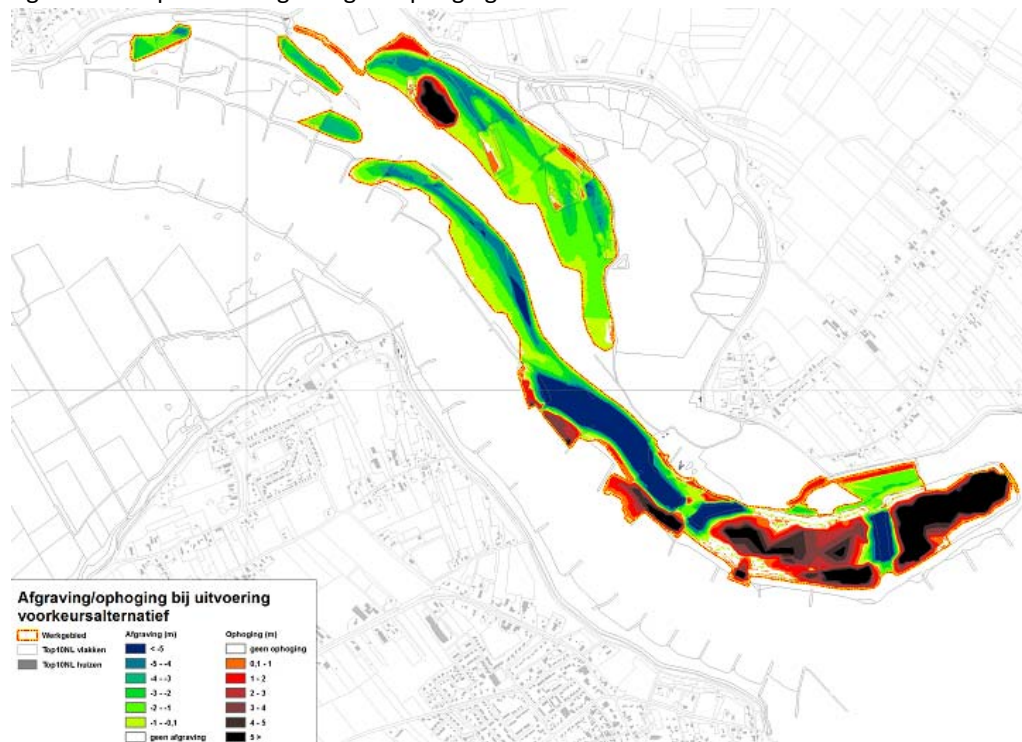 Afgraving/ophoging bij uitvoering
voorkeursalternatief
Werkgebied
Top10NL vlakken
Top10NL huizen
Afgraving (m)
< -5
-5 - -4
-4 - -3
-3 - -2
-2 - -1
-1 - -0,1
geen afgraving
Ophoging (m)
geen ophoging
0,1 - 1
1 - 2
2 - 3
3 - 4
4 - 5
5 >